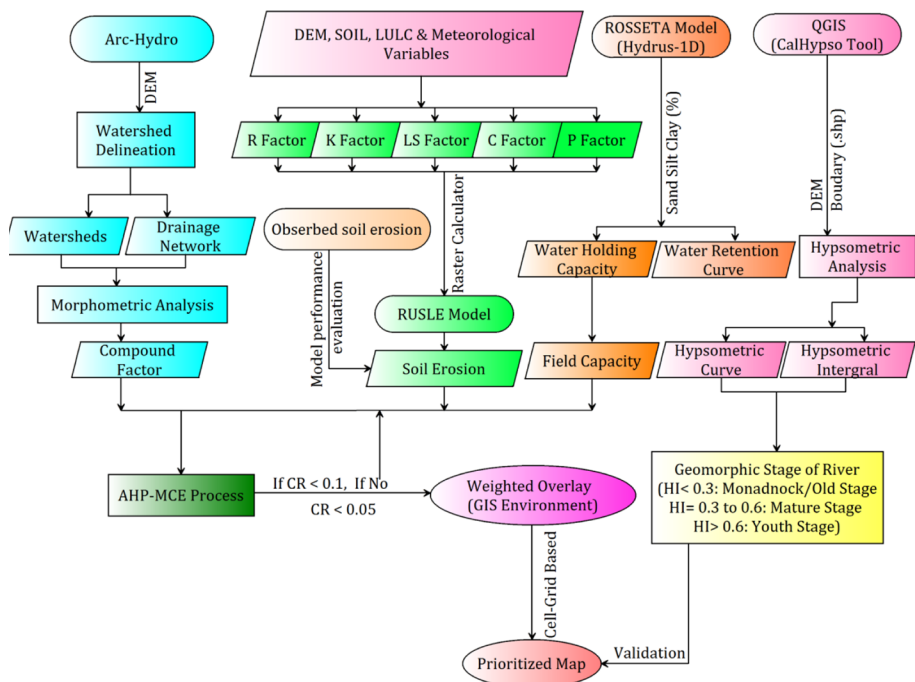 Arc-Hydro
DEM
Watershed
Delineation
Watersheds
Drainage
Network
Morphometric Analysis
Compound
Factor
DEM, SOIL, LULC & Meteorological
Variables
R Factor
K Factor
LS Factor
C Factor
P Factor
Raster Calculator
Obserbed soil erosion
Model performance
evaluation
RUSLE Model
Soil Erosion
ROSSETA Model
(Hydrus-1D)
Sand Silt Clay (%)
Water Holding
Capacity
Water Retention
Curve
Field Capacity
QGIS
(CalHypso Tool)
DEM
Boudary (.shp)
Hypsometric
Analysis
Hypsometric
Curve
Hypsometric
Intergral
Geomorphic Stage of River
(HI< 0.3: Monadnock/Old Stage
HI= 0.3 to 0.6: Mature Stage
HI> 0.6: Youth Stage)
AHP-MCE Process
If CR < 0.1, If No
CR < 0.05
Weighted Overlay
(GIS Environment)
Cell-Grid Based
Validation
Prioritized Map